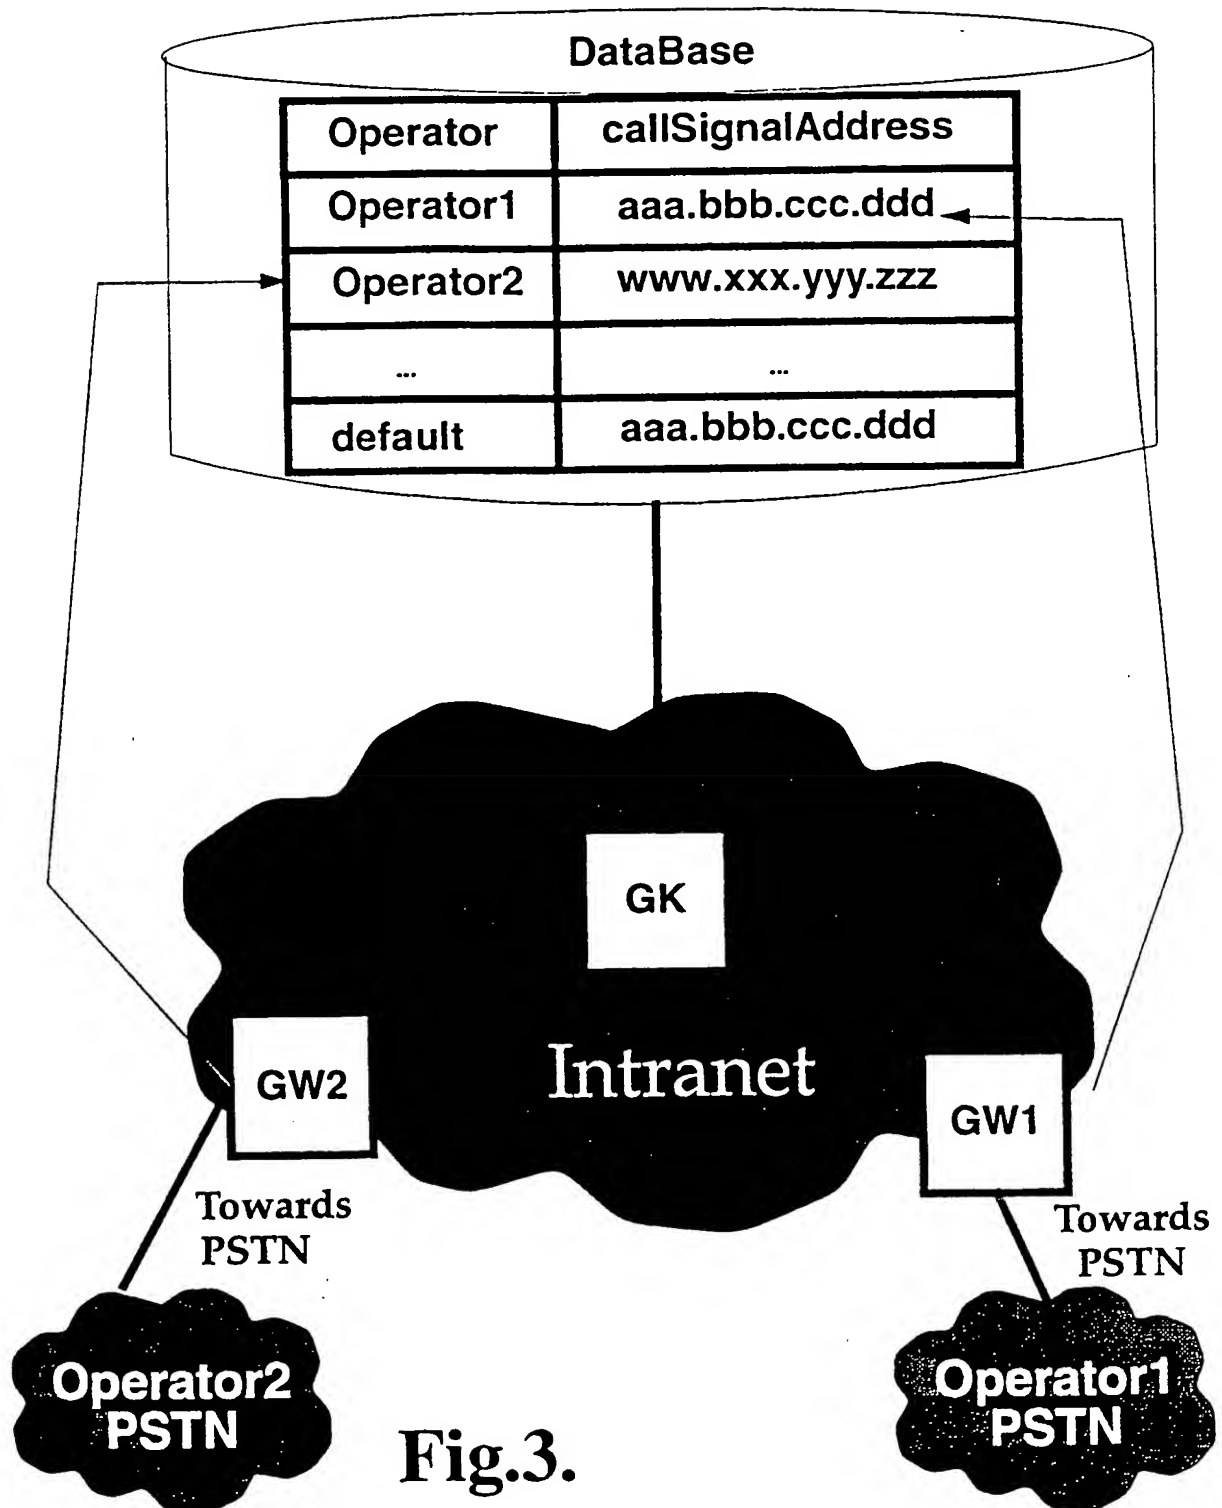 DataBase
Operator callSignalAddress
Operator1 aaa.bbb.ccc.ddd
Operator2 www.xxx.yyy.zzz
... ...
default aaa.bbb.ccc.ddd
GK
Intranet
GW2
GW1
Towards
PSTN
Towards
PSTN
Operator2
PSTN
Operator1
PSTN
Fig.3.